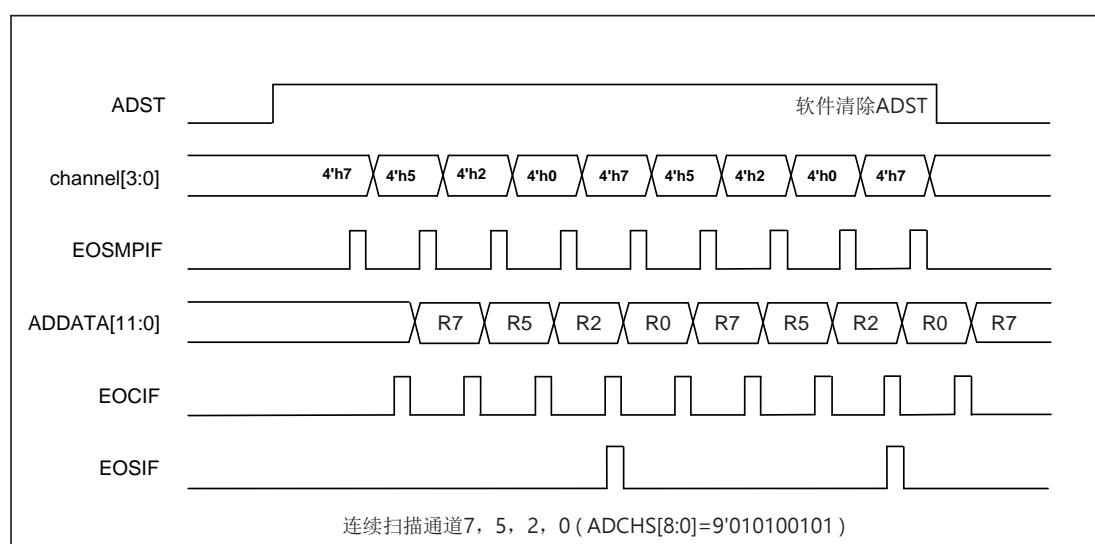 ADST
软件清除ADST
channel[3:0]
4'h7 4'h5 4'h2 4'h0 4'h7 4'h5 4'h2 4'h0 4'h7
EOSMPIF
ADDATA[11:0]
R7 R5 R2 R0 R7 R5 R2 R0 R7
EOCIF
EOSIF
连续扫描通道7，5，2，0 ( ADCHS[8:0]=9'010100101 )